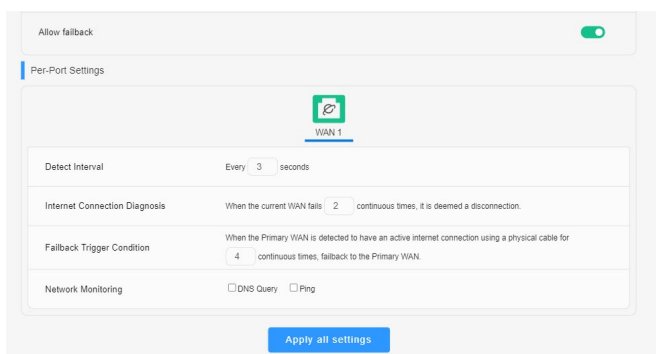 Allow failback
Per-Port Settings
WAN 1
Detect Interval
Every 3 seconds
Internet Connection Diagnosis
When the current WAN fails 2 continuous times, it is deemed a disconnection.
Failback Trigger Condition
When the Primary WAN is detected to have an active internet connection using a physical cable for
4 continuous times, failback to the Primary WAN.
Network Monitoring
DNS Query Ping
Apply all settings